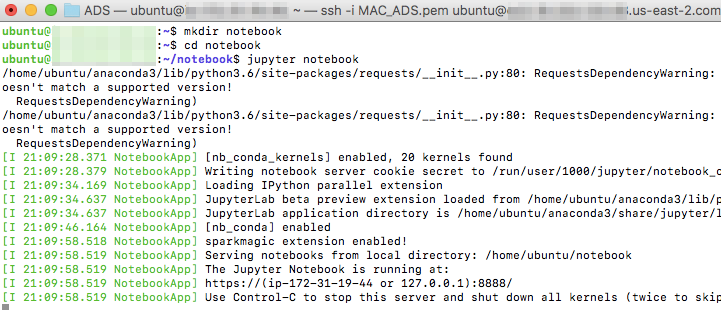 ADS — ubuntu@ : ~ — ssh -i MAC_ADS.pem ubuntu@ .us-east-2.com
ubuntu@ :~$ mkdir notebook
ubuntu@ :~$ cd notebook
ubuntu@ :~/notebook$ jupyter notebook
/home/ubuntu/anaconda3/lib/python3.6/site-packages/requests/__init__.py:80: RequestsDependencyWarning:
oesn't match a supported version!
RequestsDependencyWarning)
/home/ubuntu/anaconda3/lib/python3.6/site-packages/requests/__init__.py:80: RequestsDependencyWarning:
oesn't match a supported version!
RequestsDependencyWarning)
[I 21:09:28.371 NotebookApp] [nb_conda_kernels] enabled, 20 kernels found
[I 21:09:28.379 NotebookApp] Writing notebook server cookie secret to /run/user/1000/jupyter/notebook_c
[I 21:09:34.169 NotebookApp] Loading IPython parallel extension
[I 21:09:34.637 NotebookApp] JupyterLab beta preview extension loaded from /home/ubuntu/anaconda3/lib/p
[I 21:09:34.637 NotebookApp] JupyterLab application directory is /home/ubuntu/anaconda3/share/jupyter/l
[I 21:09:46.164 NotebookApp] [nb_conda] enabled
[I 21:09:58.518 NotebookApp] sparkmagic extension enabled!
[I 21:09:58.519 NotebookApp] Serving notebooks from local directory: /home/ubuntu/notebook
[I 21:09:58.519 NotebookApp] The Jupyter Notebook is running at:
[I 21:09:58.519 NotebookApp] https://(ip-172-31-19-44 or 127.0.0.1):8888/
[I 21:09:58.519 NotebookApp] Use Control-C to stop this server and shut down all kernels (twice to skip